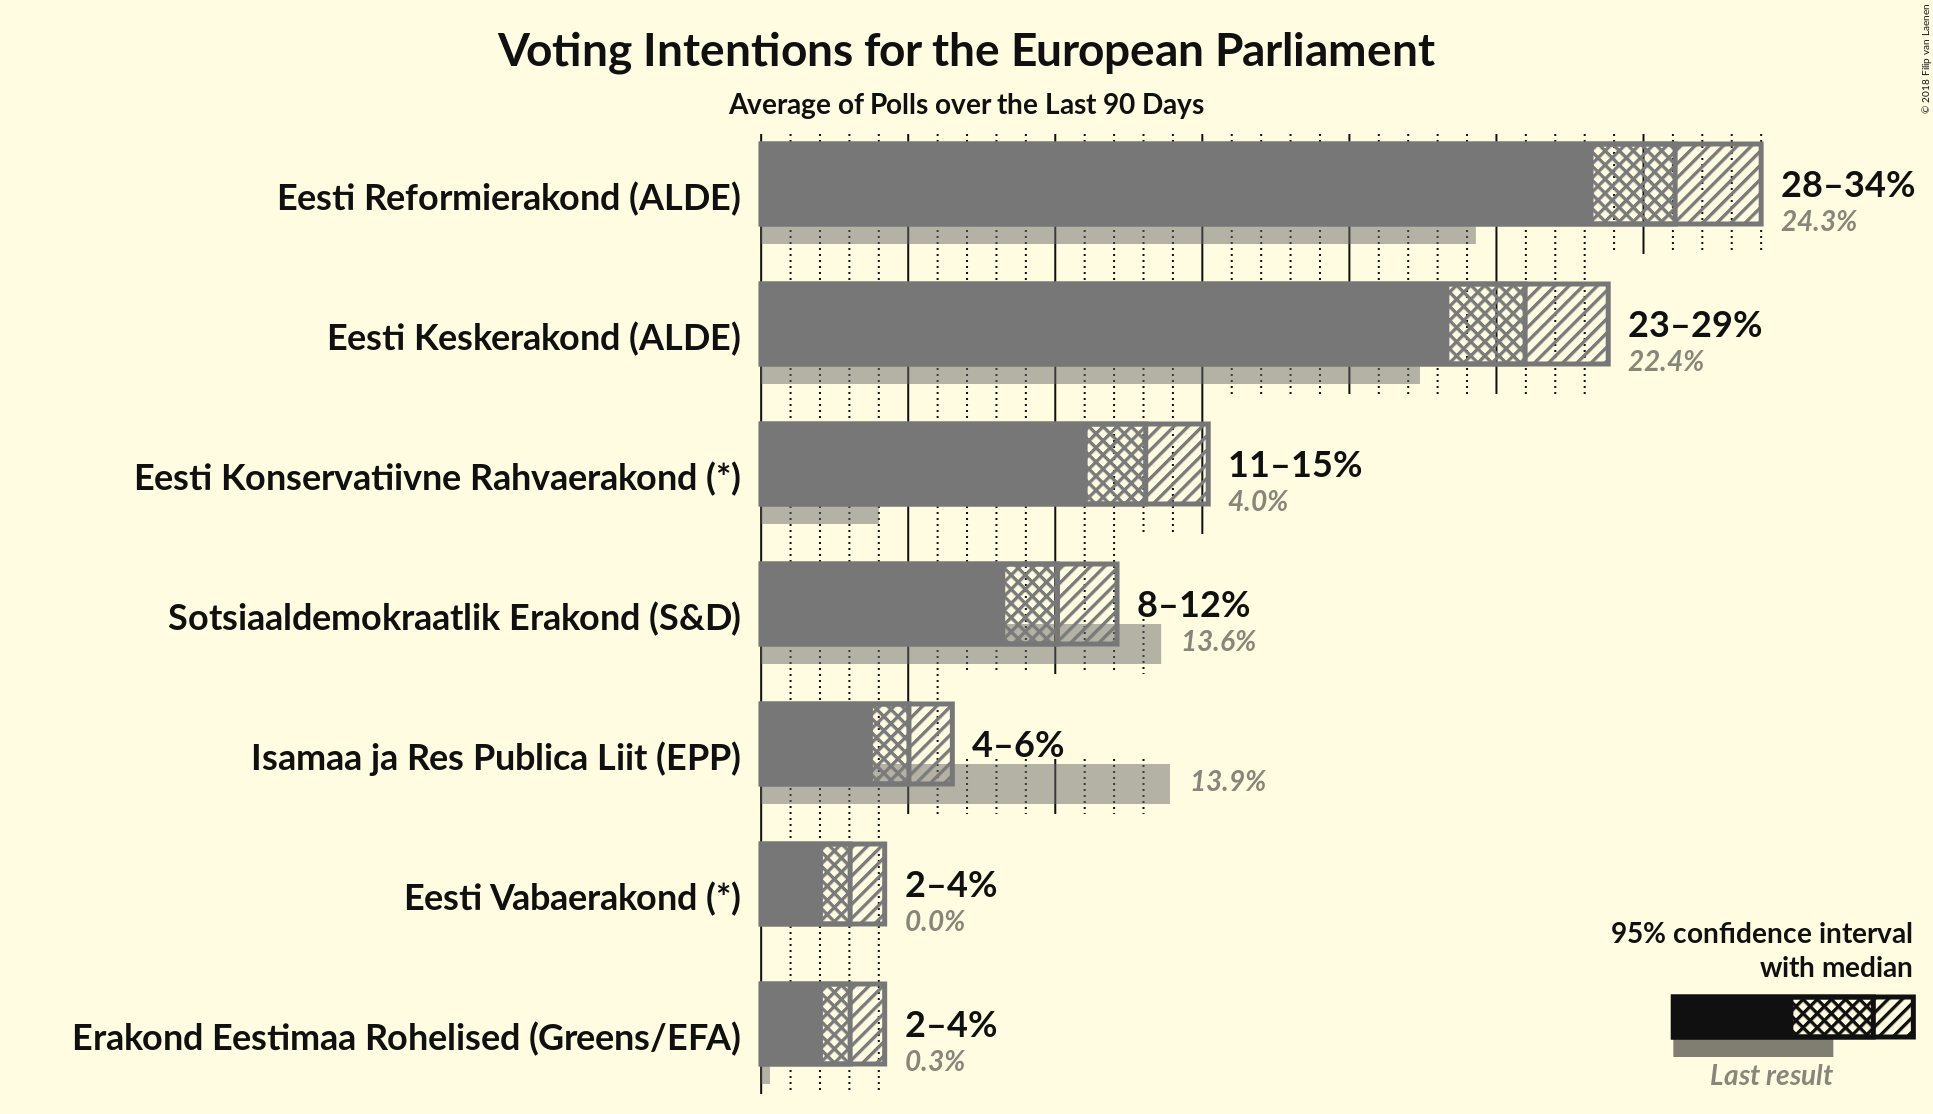 Voting Intentions for the European Parliament
Average of Polls over the Last 90 Days
© 2018 Filip van Laenen
Eesti Reformierakond (ALDE)
28–34%
24.3%
Eesti Keskerakond (ALDE)
23–29%
22.4%
Eesti Konservatiivne Rahvaerakond (*)
11–15%
4.0%
Sotsiaaldemokraatlik Erakond (S&D)
8–12%
13.6%
Isamaa ja Res Publica Liit (EPP)
4–6%
13.9%
Eesti Vabaerakond (*)
2–4%
0.0%
Erakond Eestimaa Rohelised (Greens/EFA)
2–4%
0.3%
95% confidence interval
with median
Last result